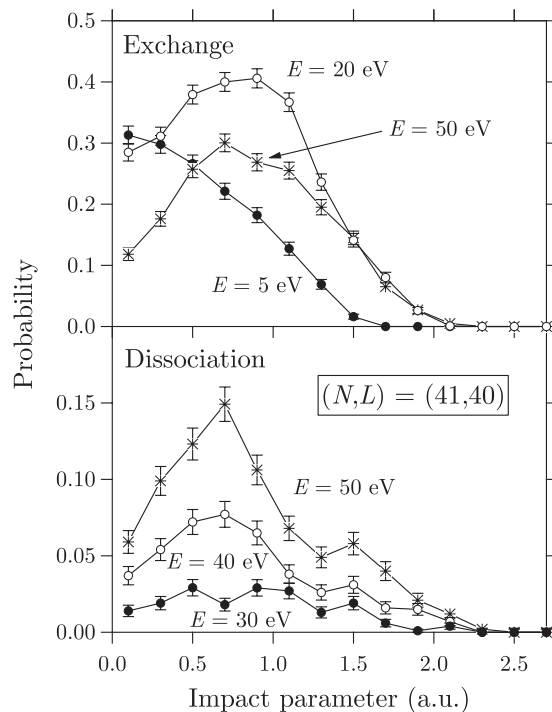 0.5
Exchange
E = 20 eV
0.4
E = 50 eV
0.3
0.2
E = 5 eV
0.1
0.0
Probability
Dissociation
0.15
(N,L) = (41,40)
E = 50 eV
0.10
E = 40 eV
0.05
E = 30 eV
0.00
0.0 0.5 1.0 1.5 2.0 2.5
Impact parameter (a.u.)